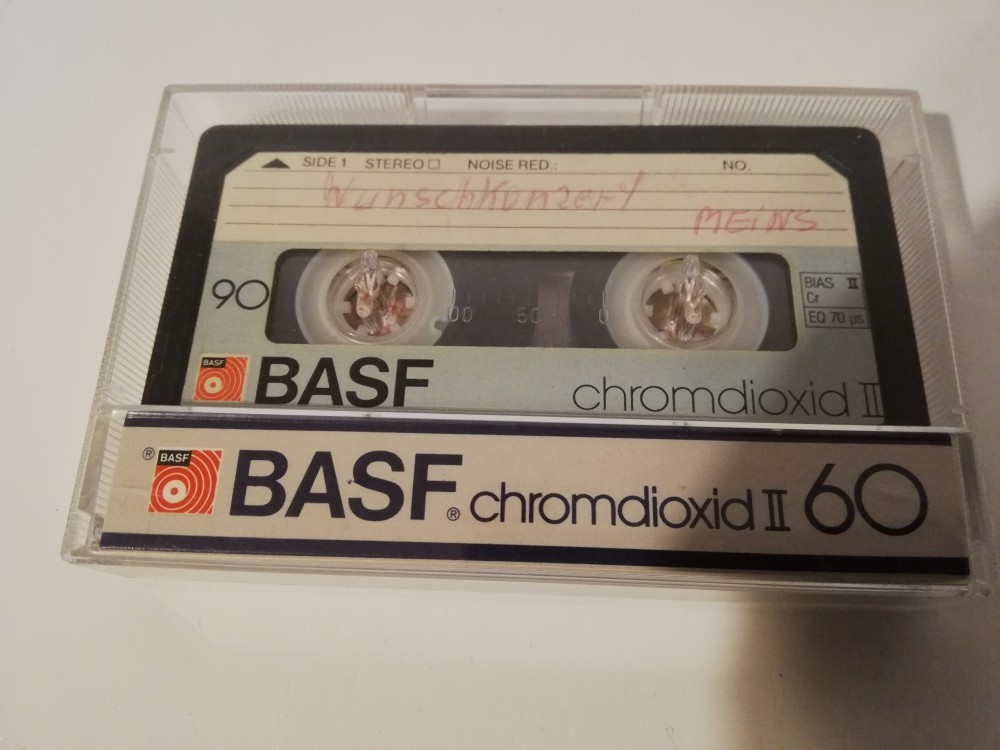 SIDE 1 STEREO NOISE RED.: NO.
Wunschkonzert
MEINS
90
100 50 0
BIAS II
Cr
EQ 70 µs
BASF
BASF chromdioxid II
® BASF
BASF® chromdioxid II 60